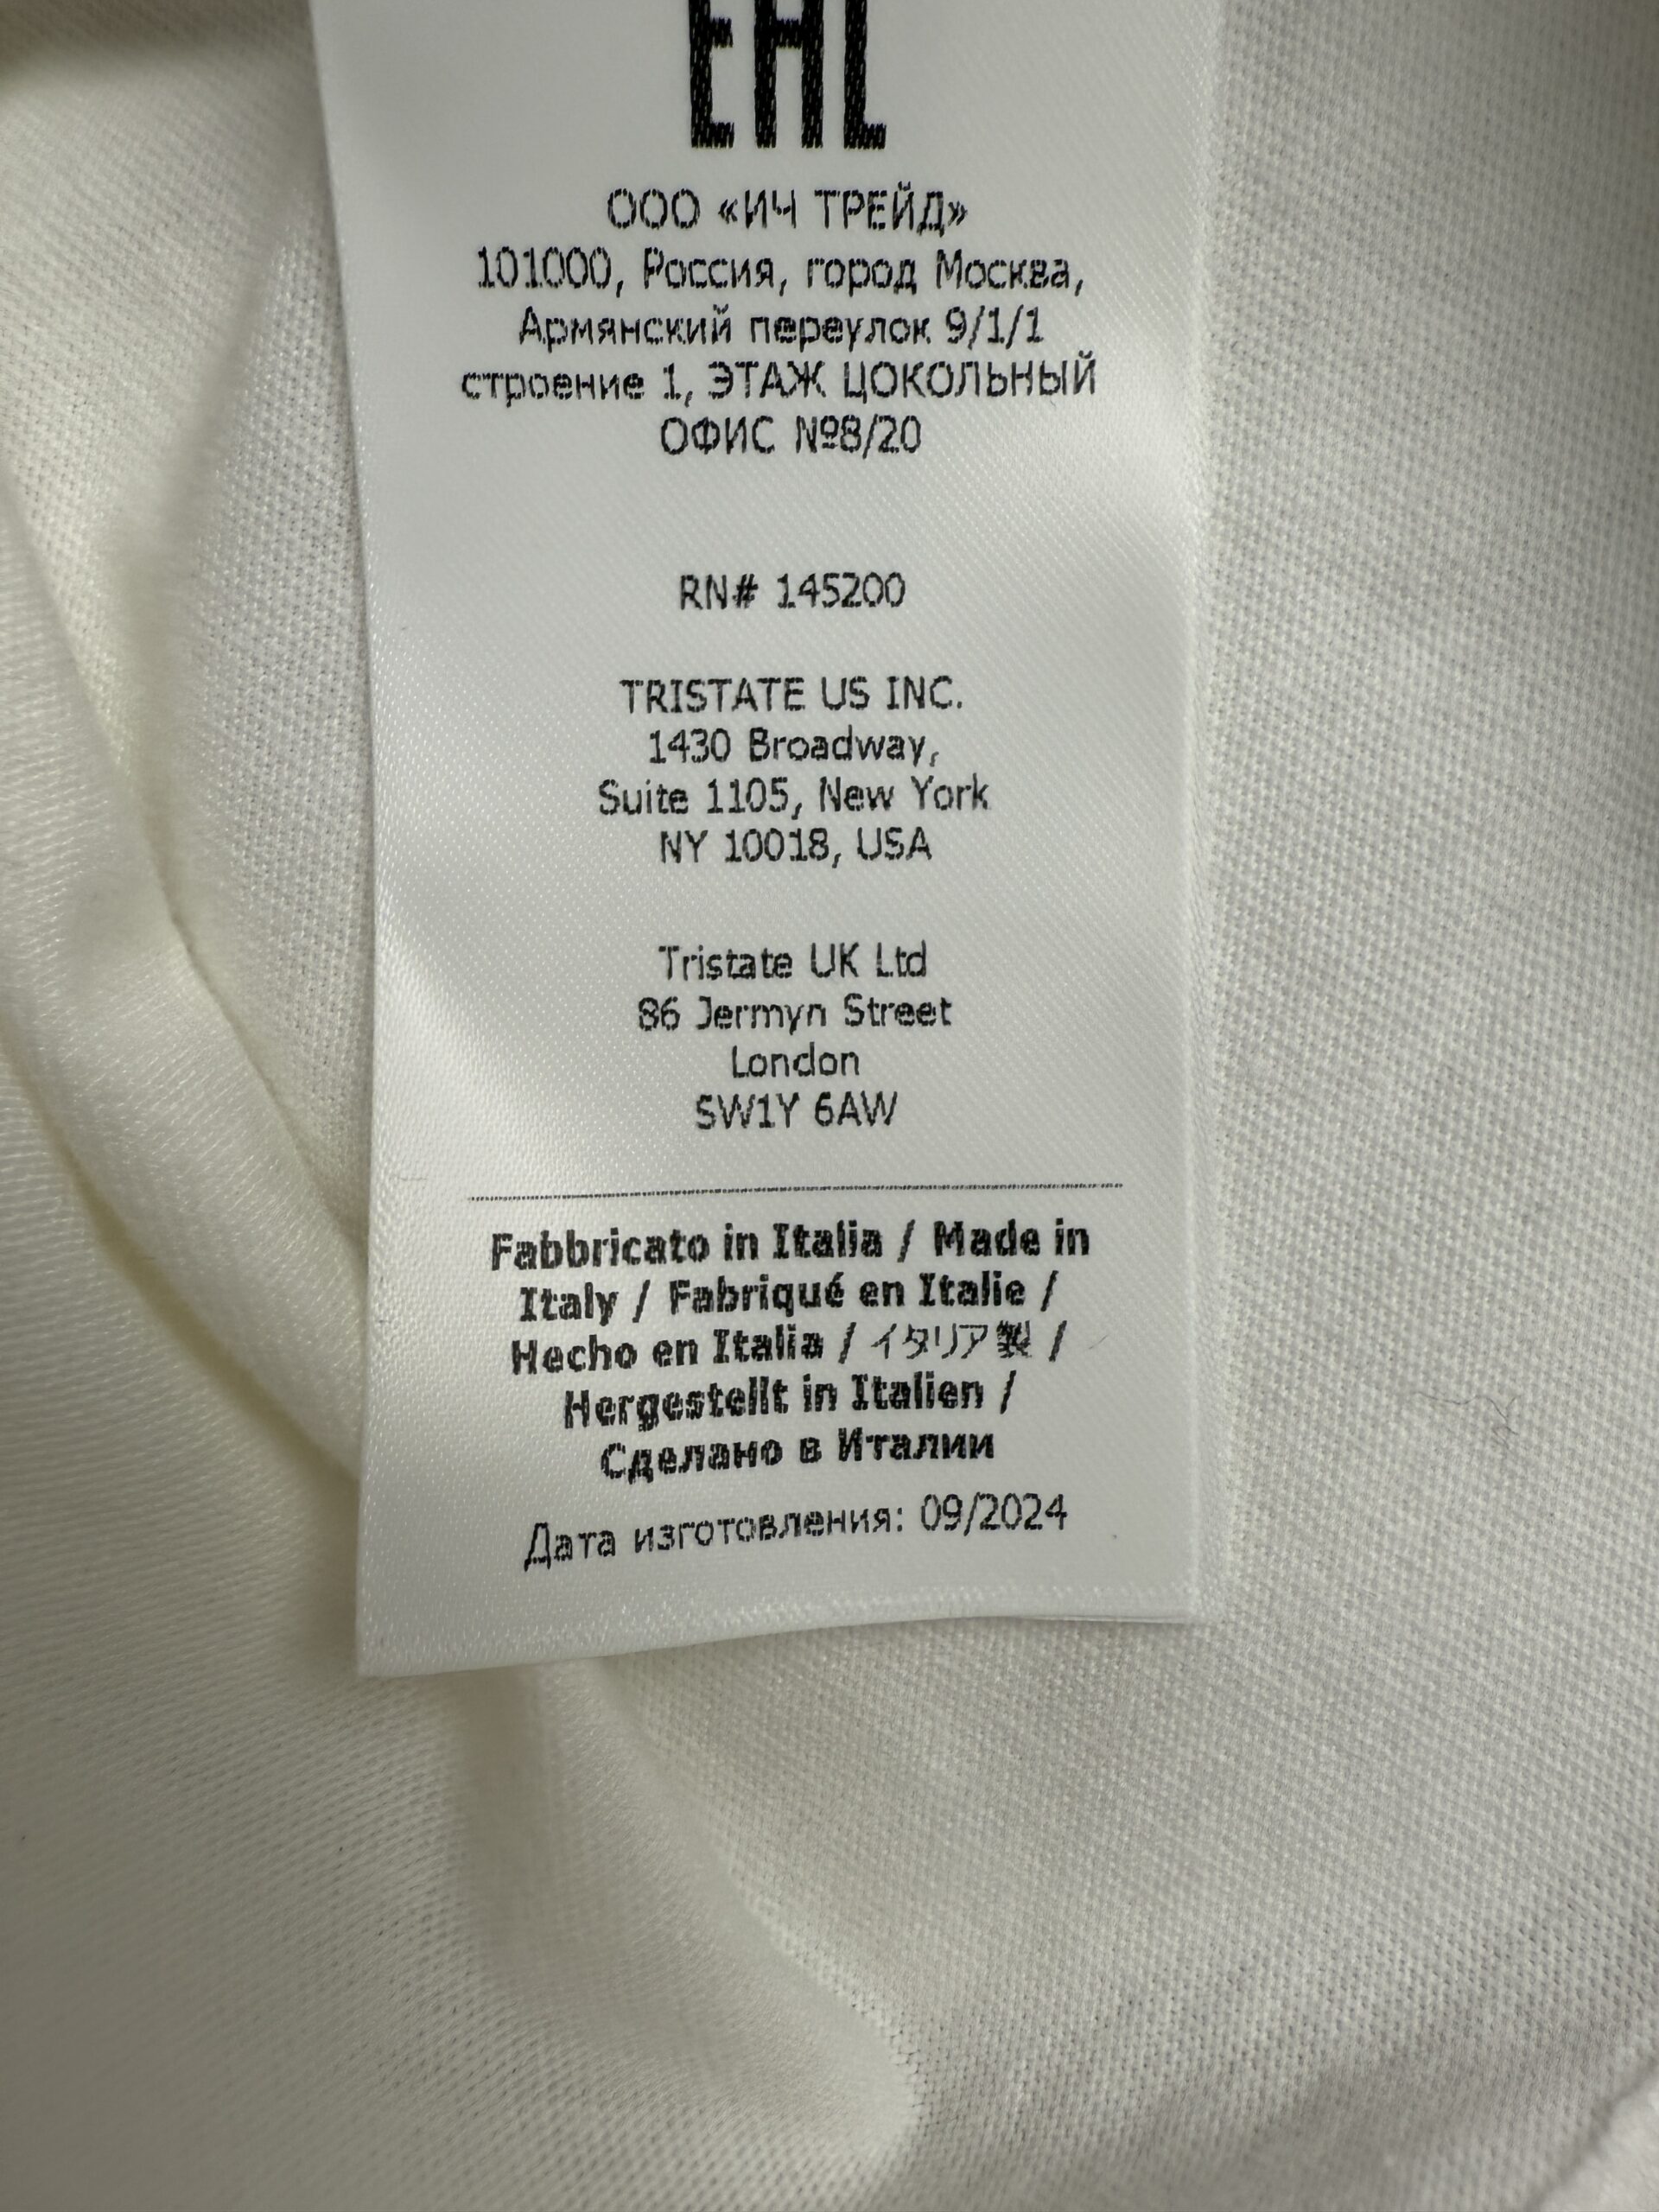 EAC
ООО «ИЧ ТРЕЙД»
101000, Россия, город Москва,
Армянский переулок 9/1/1
строение 1, ЭТАЖ ЦОКОЛЬНЫЙ
ОФИС №8/20
RN# 145200
TRISTATE US INC.
1430 Broadway,
Suite 1105, New York
NY 10018, USA
Tristate UK Ltd
86 Jermyn Street
London
SW1Y 6AW
Fabbricato in Italia / Made in
Italy / Fabriqué en Italie /
Hecho en Italia / イタリア製 /
Hergestellt in Italien /
Сделано в Италии
Дата изготовления: 09/2024